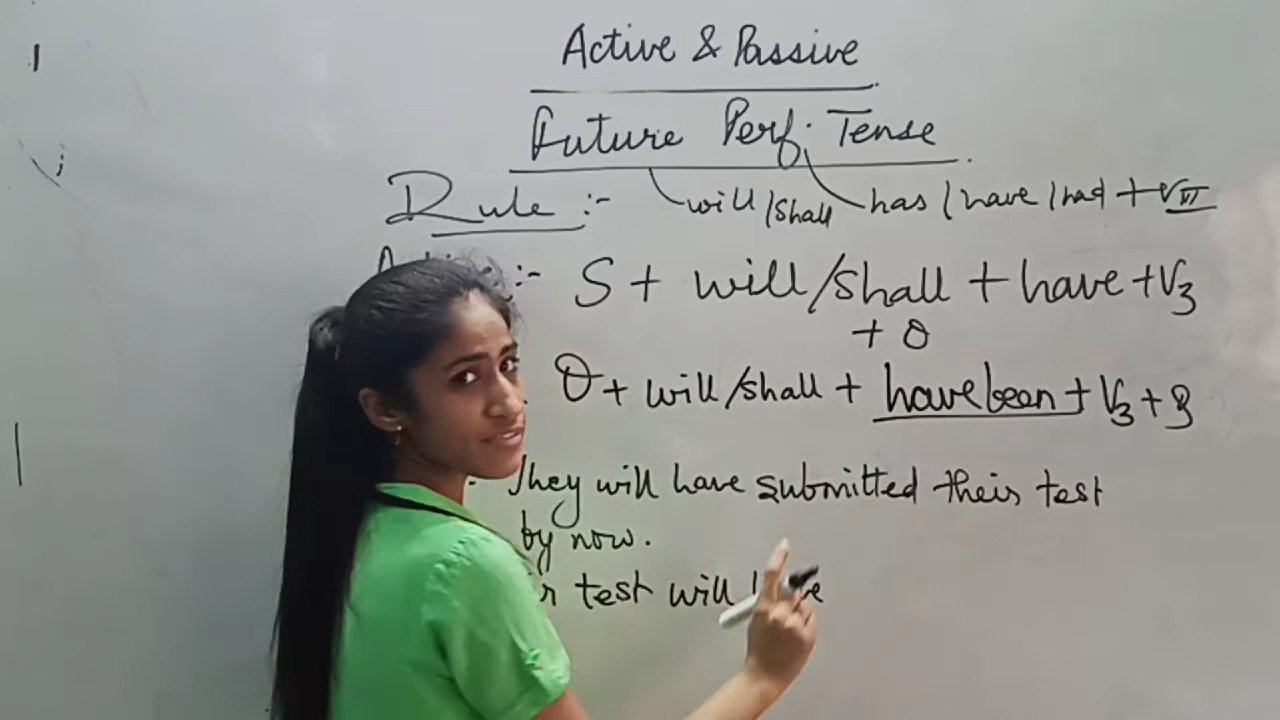 Active & Passive
Future Perf. Tense
will/shall has/have/had + VIII
Rule :-
:- S + will/shall + have + V3
+ O
O + will/shall + have been + V3 + S
They will have submitted their test
by now.
test will